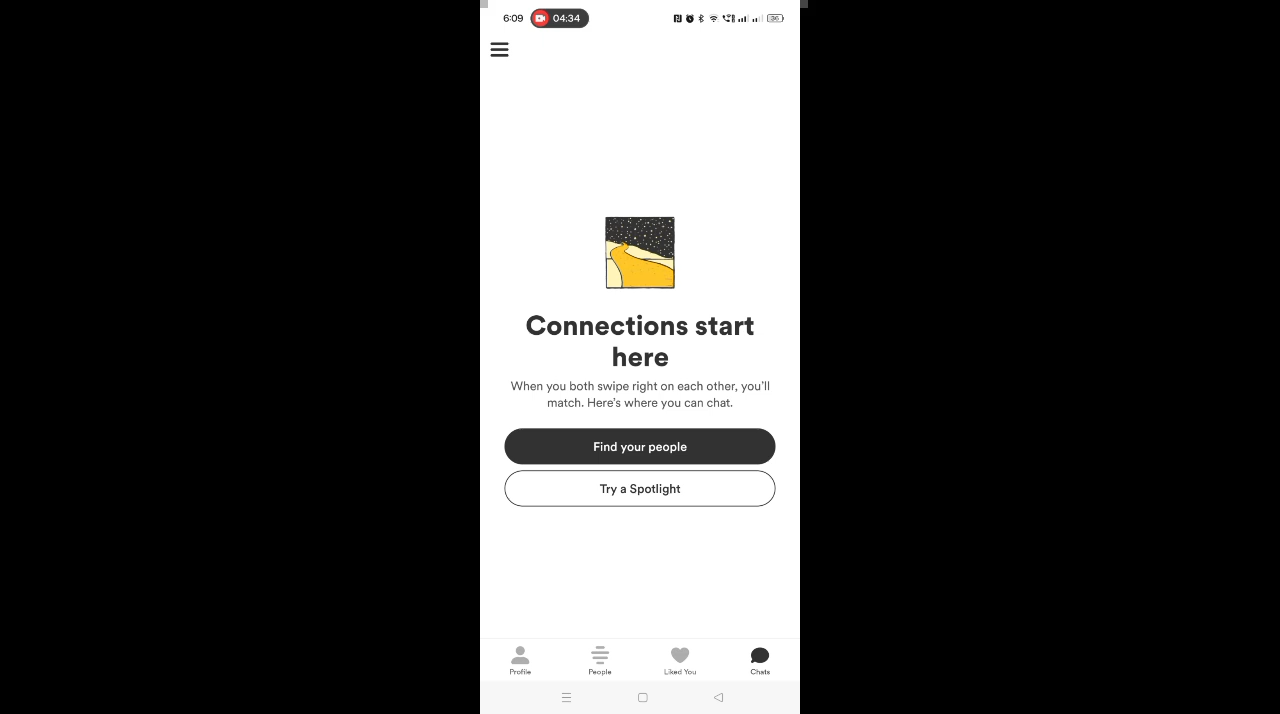 6:09
04:34
36
Connections start
here
When you both swipe right on each other, you'll
match. Here's where you can chat.
Find your people
Try a Spotlight
Profile
People
Liked You
Chats